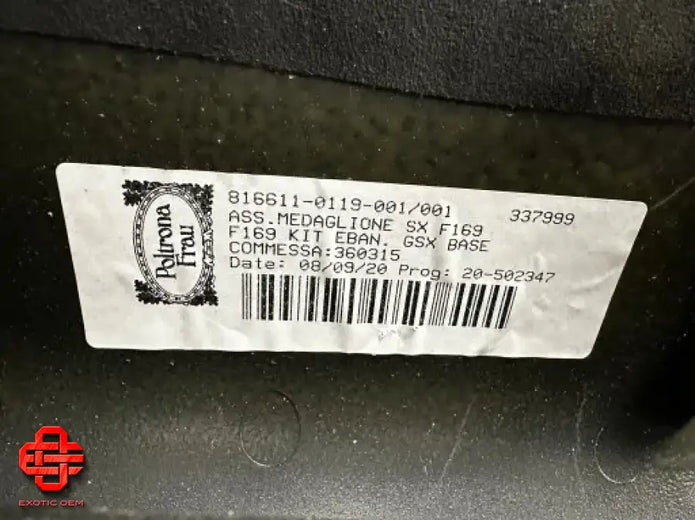 Poltrona
Frau
816611-0119-001/001 337999
ASS.MEDAGLIONE SX F169
F169 KIT EBAN. GSX BASE
COMMESSA:360315
Date: 08/09/20 Prog: 20-502347
EXOTIC OEM